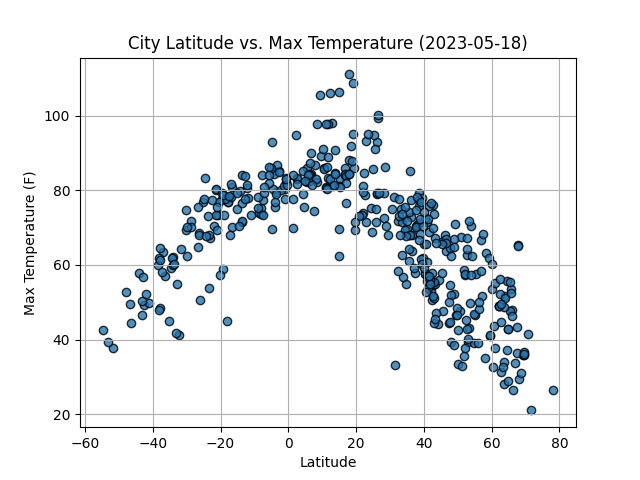 City Latitude vs. Max Temperature (2023-05-18)
Max Temperature (F)
100
80
60
40
20
−60 −40 −20 0 20 40 60 80
Latitude